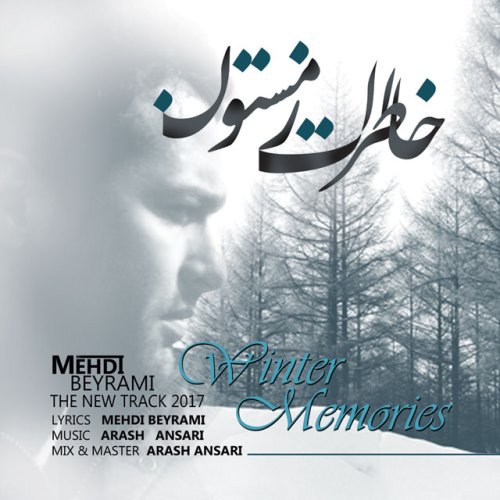 خاطرات زمستون
Winter
Memories
MEHDI
BEYRAMI
THE NEW TRACK 2017
LYRICS MEHDI BEYRAMI
MUSIC ARASH ANSARI
MIX & MASTER ARASH ANSARI